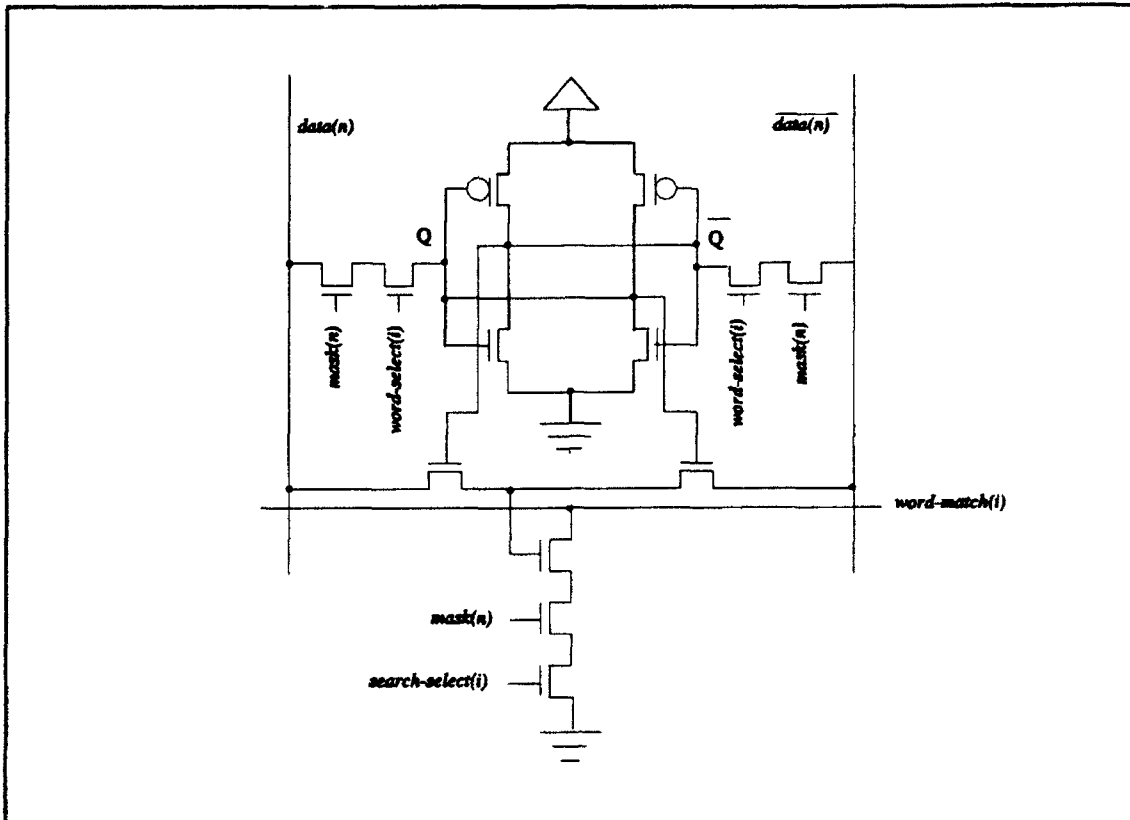 data(n)
data(n)
Q
Q
mask(n)
word-select(i)
word-select(i)
mask(n)
word-match(i)
mask(n)
search-select(i)